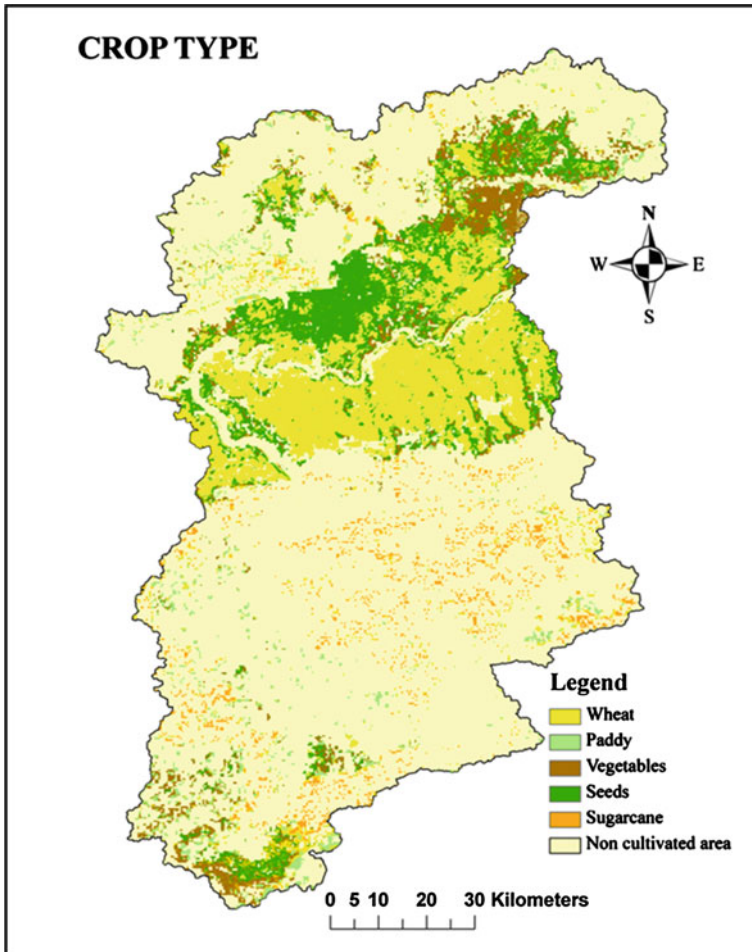 CROP TYPE
N
W E
S
Legend
Wheat
Paddy
Vegetables
Seeds
Sugarcane
Non cultivated area
0 5 10 20 30 Kilometers